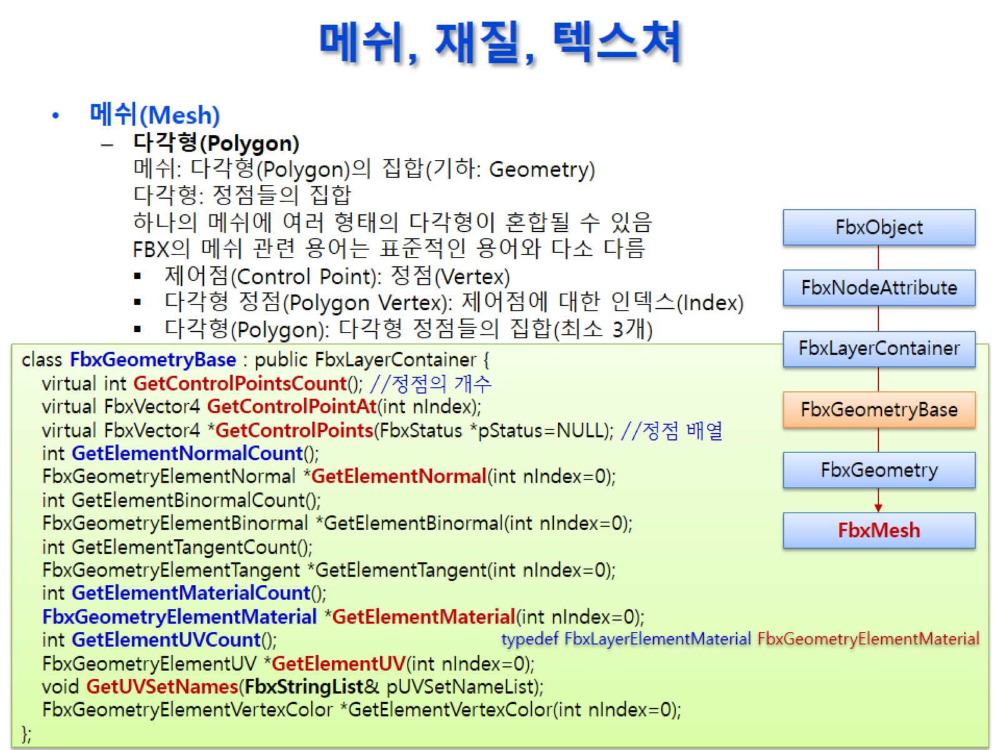 메쉬, 재질, 텍스쳐
• 메쉬(Mesh)
– 다각형(Polygon)
메쉬: 다각형(Polygon)의 집합(기하: Geometry)
다각형: 정점들의 집합
하나의 메쉬에 여러 형태의 다각형이 혼합될 수 있음
FBX의 메쉬 관련 용어는 표준적인 용어와 다소 다름
▪ 제어점(Control Point): 정점(Vertex)
▪ 다각형 정점(Polygon Vertex): 제어점에 대한 인덱스(Index)
▪ 다각형(Polygon): 다각형 정점들의 집합(최소 3개)
class FbxGeometryBase : public FbxLayerContainer {
virtual int GetControlPointsCount(); //정점의 개수
virtual FbxVector4 GetControlPointAt(int nIndex);
virtual FbxVector4 *GetControlPoints(FbxStatus *pStatus=NULL); //정점 배열
int GetElementNormalCount();
FbxGeometryElementNormal *GetElementNormal(int nIndex=0);
int GetElementBinormalCount();
FbxGeometryElementBinormal *GetElementBinormal(int nIndex=0);
int GetElementTangentCount();
FbxGeometryElementTangent *GetElementTangent(int nIndex=0);
int GetElementMaterialCount();
FbxGeometryElementMaterial *GetElementMaterial(int nIndex=0);
int GetElementUVCount();
typedef FbxLayerElementMaterial FbxGeometryElementMaterial
FbxGeometryElementUV *GetElementUV(int nIndex=0);
void GetUVSetNames(FbxStringList& pUVSetNameList);
FbxGeometryElementVertexColor *GetElementVertexColor(int nIndex=0);
};
FbxObject
FbxNodeAttribute
FbxLayerContainer
FbxGeometryBase
FbxGeometry
FbxMesh